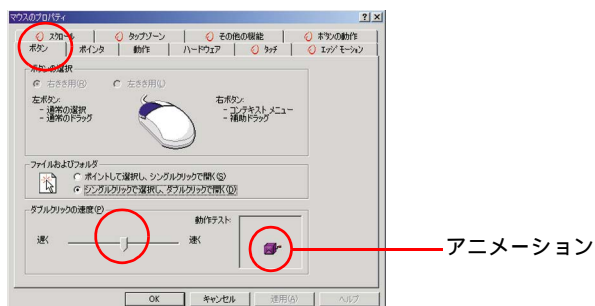 マウスのプロパティ
スクロール タップゾーン その他の機能 ボタンの動作
ボタン ポインタ 動作 ハードウェア タッチ エッジ モーション
ボタンの選択
右きき用(R) 左きき用(L)
左ボタン:
- 通常の選択
- 通常のドラッグ
右ボタン:
- コンテキスト メニュー
- 補助ドラッグ
ファイルおよびフォルダ
ポイントして選択し、シングルクリックで開く(S)
シングルクリックで選択し、ダブルクリックで開く(D)
ダブルクリックの速度(P)
動作テスト:
遅く 速く
アニメーション
OK キャンセル 適用(A) ヘルプ